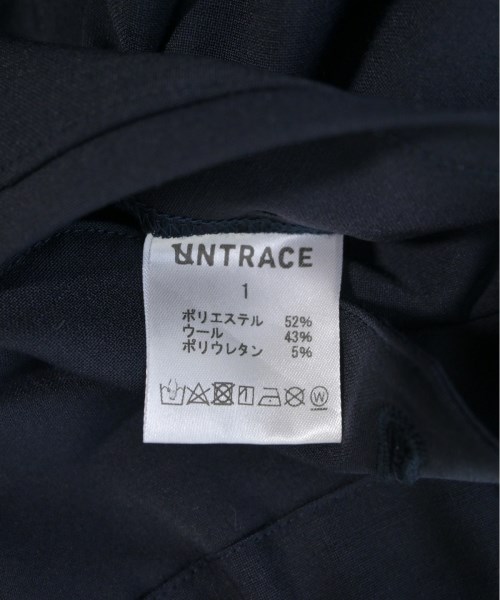 UNTRACE
1
ポリエステル 52%
ウール 43%
ポリウレタン 5%
W